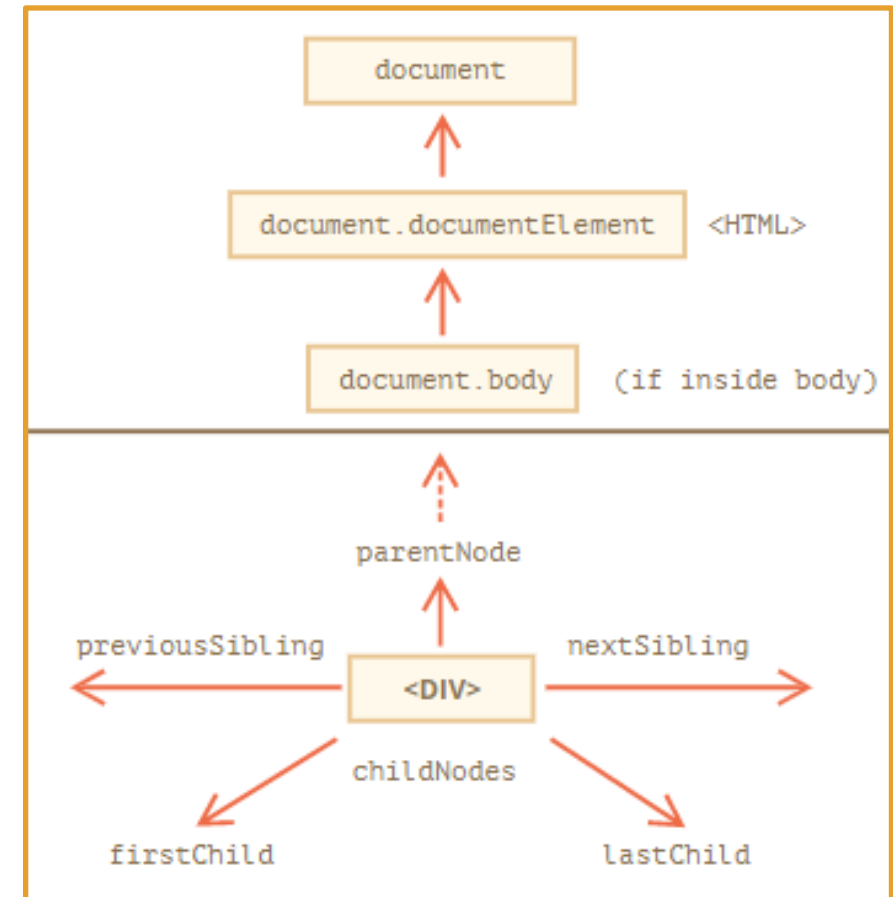 document
document.documentElement <HTML>
document.body (if inside body)
parentNode
previousSibling nextSibling
<DIV>
childNodes
firstChild lastChild